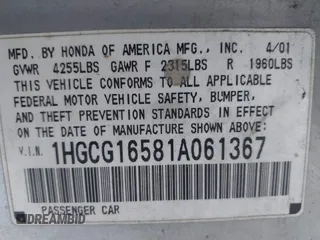 MFD. BY HONDA OF AMERICA MFG., INC. 4/01
GVWR 4255LBS GAWR F 2315LBS R 1960LBS
THIS VEHICLE CONFORMS TO ALL APPLICABLE
FEDERAL MOTOR VEHICLE SAFETY, BUMPER,
AND THEFT PREVENTION STANDARDS IN EFFECT
ON THE DATE OF MANUFACTURE SHOWN ABOVE.
V.I.N. 1HGCG16581A061367
PASSENGER CAR
DREAMBID